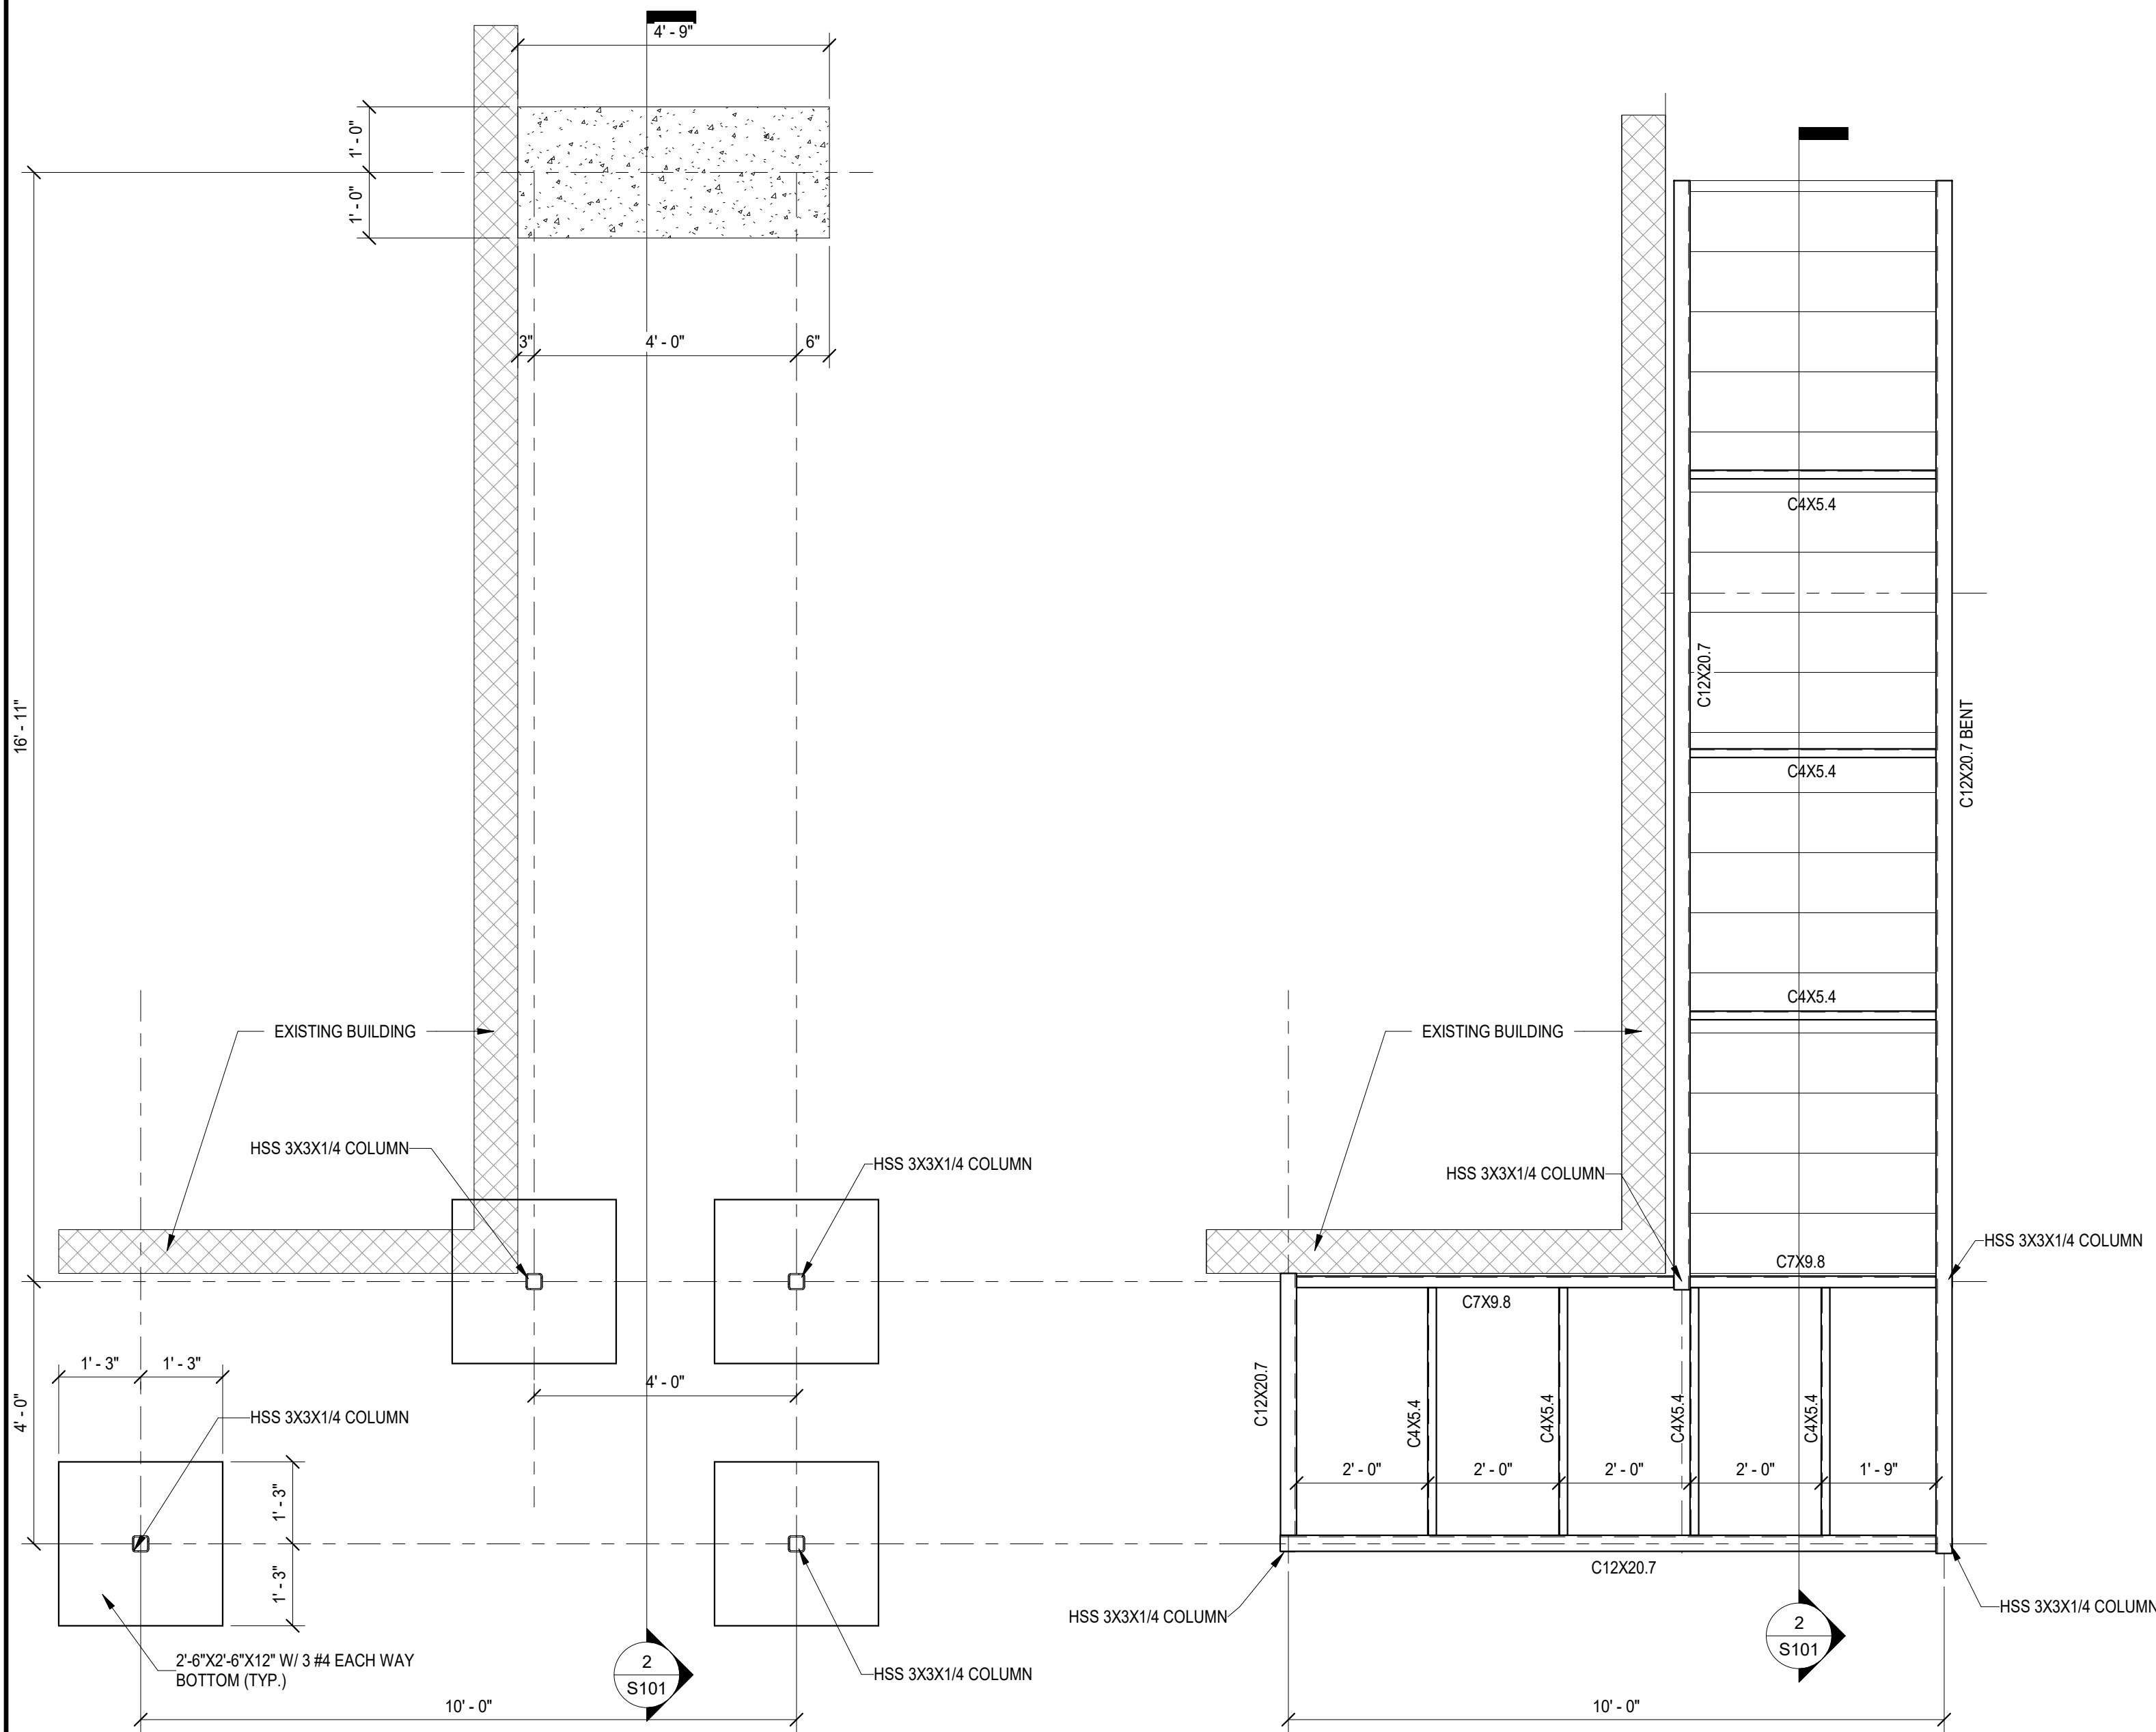 4' - 9"
1' - 0"
1' - 0"
3"
4' - 0"
6"
16' - 11"
EXISTING BUILDING
HSS 3X3X1/4 COLUMN
HSS 3X3X1/4 COLUMN
1' - 3"
1' - 3"
4' - 0"
4' - 0"
HSS 3X3X1/4 COLUMN
1' - 3"
1' - 3"
2'-6"X2'-6"X12" W/ 3 #4 EACH WAY
BOTTOM (TYP.)
HSS 3X3X1/4 COLUMN
2
S101
10' - 0"
C4X5.4
C12X20.7
C12X20.7 BENT
C4X5.4
C4X5.4
EXISTING BUILDING
HSS 3X3X1/4 COLUMN
HSS 3X3X1/4 COLUMN
C7X9.8
C7X9.8
C12X20.7
C4X5.4
C4X5.4
C4X5.4
C4X5.4
2' - 0"
2' - 0"
2' - 0"
2' - 0"
1' - 9"
C12X20.7
HSS 3X3X1/4 COLUMN
HSS 3X3X1/4 COLUMN
2
S101
10' - 0"